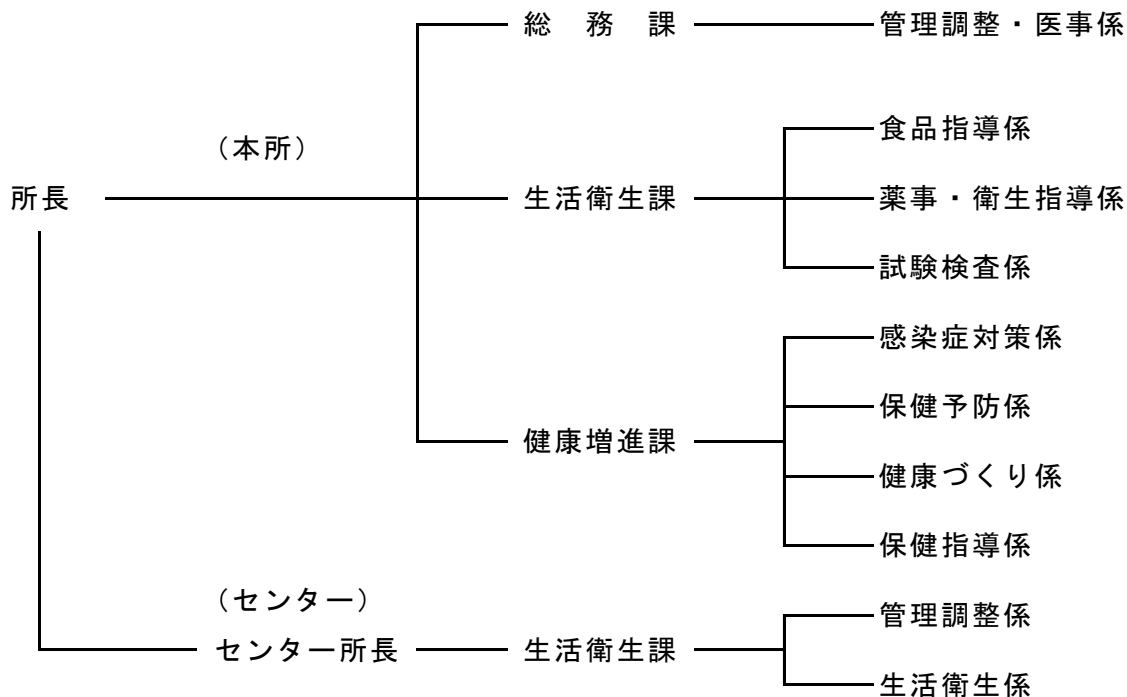 総　務　課 管理調整・医事係
食品指導係
（本所）
所長 生活衛生課 薬事・衛生指導係
試験検査係
感染症対策係
保健予防係
健康増進課
健康づくり係
保健指導係
（センター）
管理調整係
センター所長 生活衛生課
生活衛生係